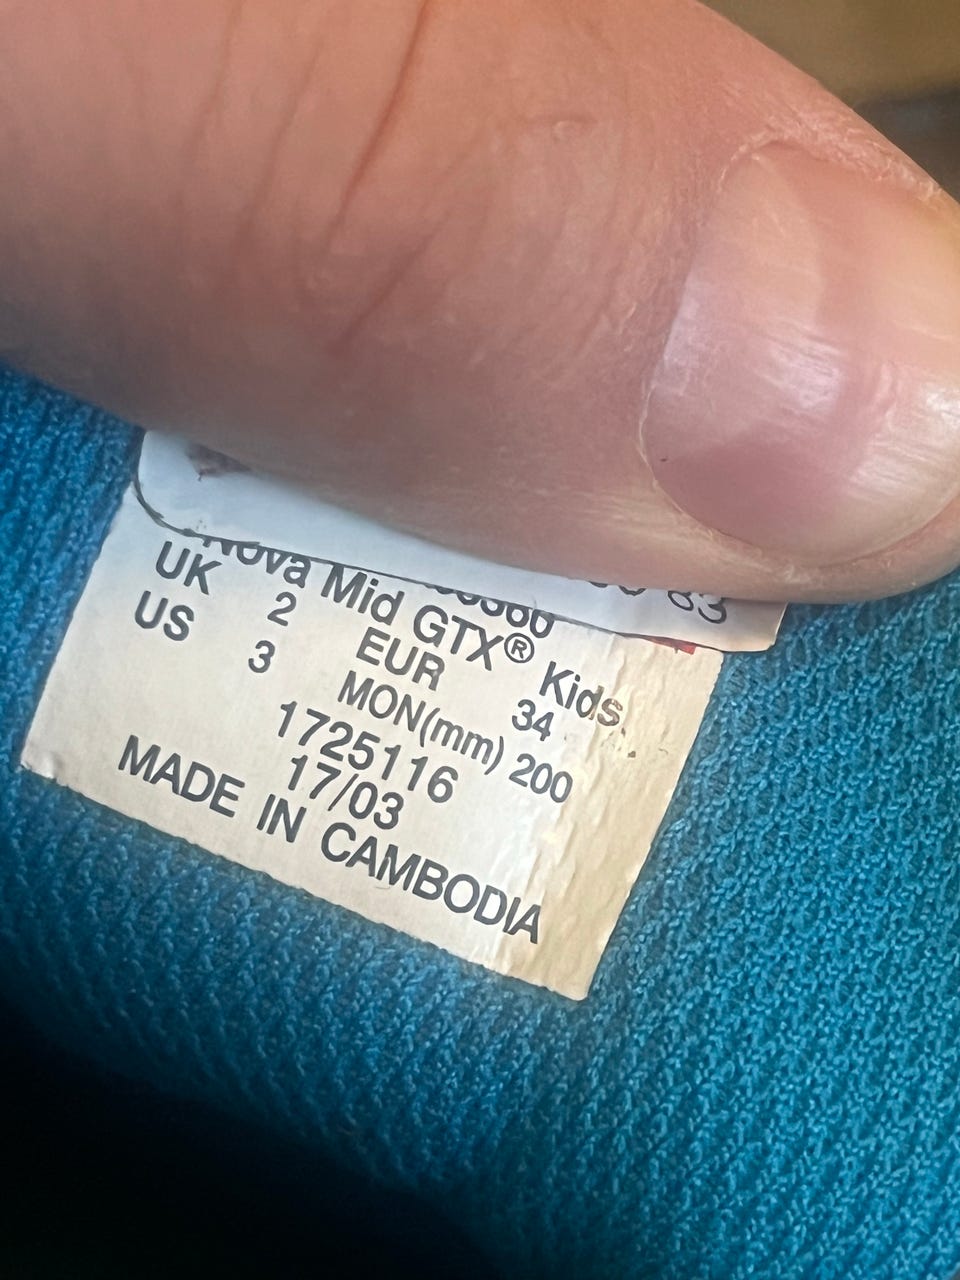 83
Nova Mid GTX® Kids
UK 2 EUR 34
US 3 MON(mm) 200
1725116
17/03
MADE IN CAMBODIA